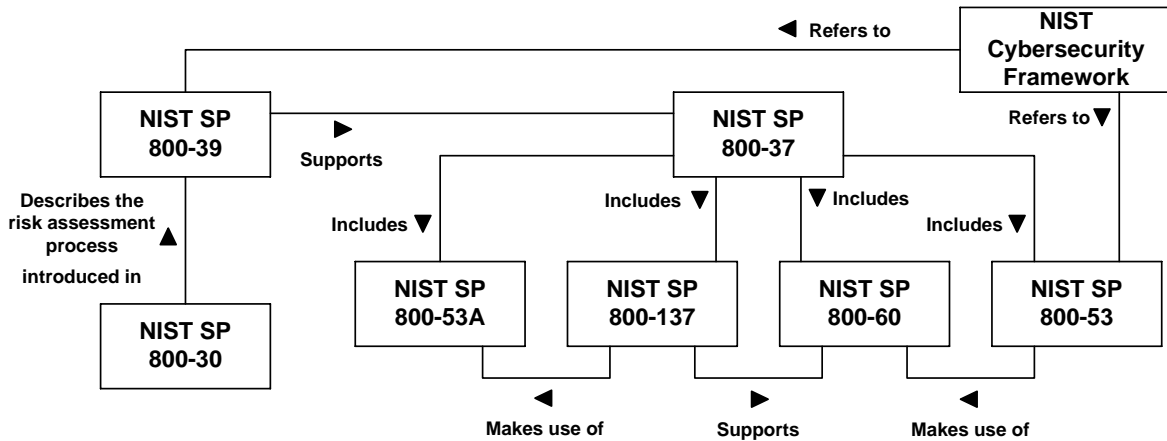 Refers to
NIST
Cybersecurity
Framework
NIST SP
800-39
Supports
NIST SP
800-37
Refers to
Describes the
risk assessment
process
introduced in
Includes
Includes
Includes
Includes
NIST SP
800-30
NIST SP
800-53A
NIST SP
800-137
NIST SP
800-60
NIST SP
800-53
Makes use of
Supports
Makes use of